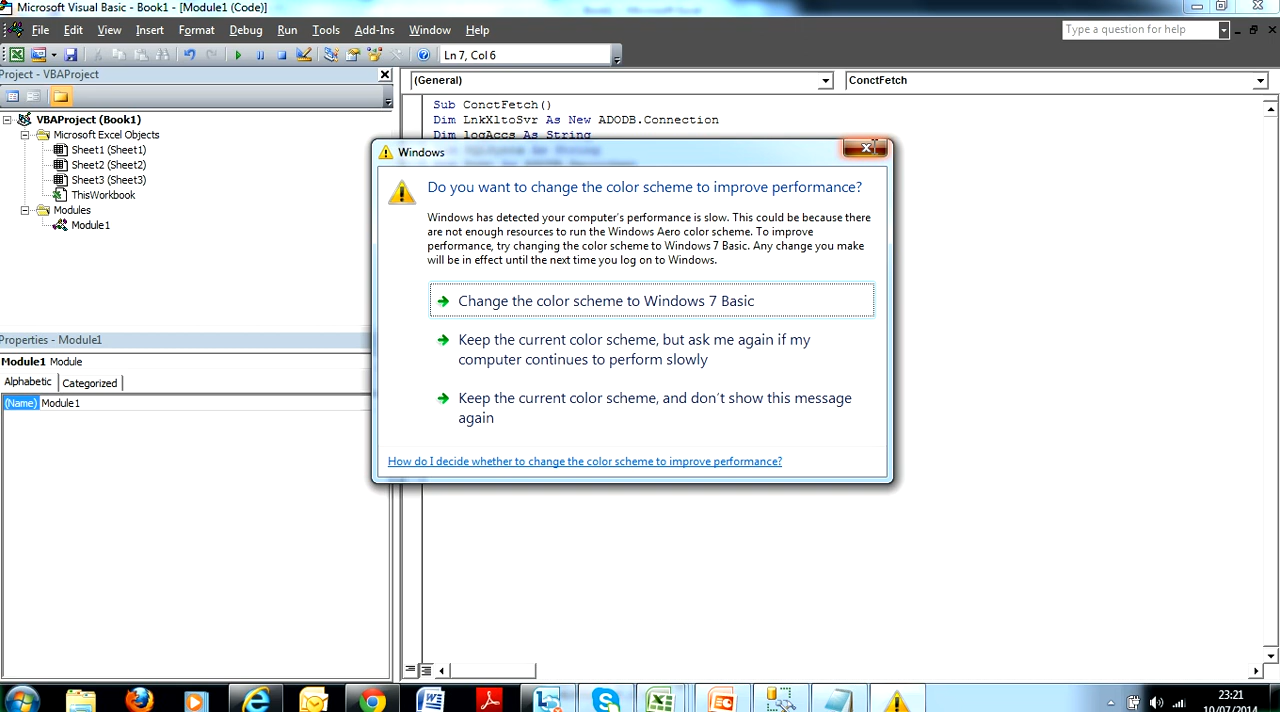 Microsoft Visual Basic - Book1 - [Module1 (Code)]
File Edit View Insert Format Debug Run Tools Add-Ins Window Help
Type a question for help
Ln 7, Col 6
Project - VBAProject
(General)
ConctFetch
VBAProject (Book1)
Microsoft Excel Objects
Sheet1 (Sheet1)
Sheet2 (Sheet2)
Sheet3 (Sheet3)
ThisWorkbook
Modules
Module1
Properties - Module1
Module1 Module
Alphabetic Categorized
(Name) Module1
Sub ConctFetch()
Dim LnkXltoSvr As New ADODB.Connection
Dim logAccs As String
Windows
Do you want to change the color scheme to improve performance?
Windows has detected your computer's performance is slow. This could be because there
are not enough resources to run the Windows Aero color scheme. To improve
performance, try changing the color scheme to Windows 7 Basic. Any change you make
will be in effect until the next time you log on to Windows.
Change the color scheme to Windows 7 Basic
Keep the current color scheme, but ask me again if my
computer continues to perform slowly
Keep the current color scheme, and don't show this message
again
How do I decide whether to change the color scheme to improve performance?
23:21
10/07/2014